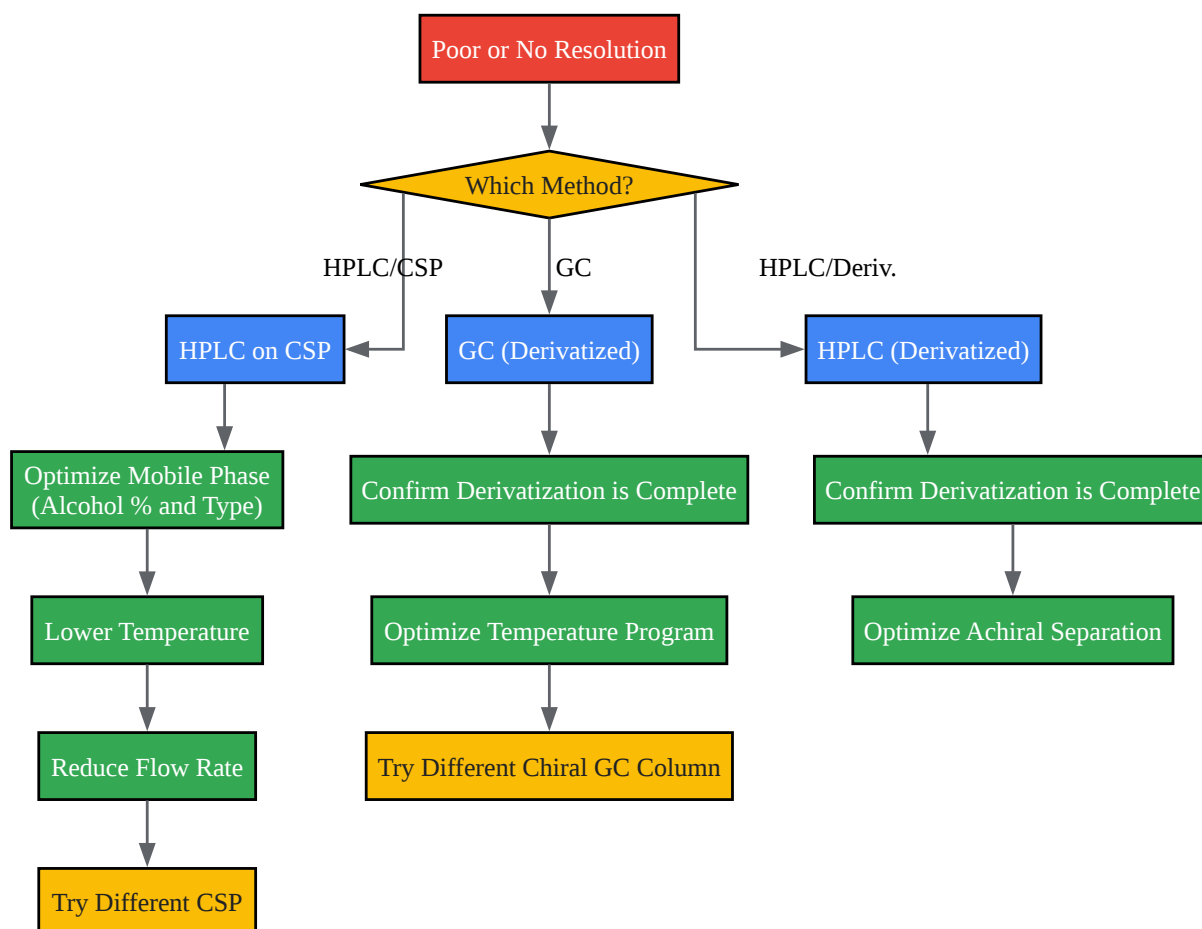 Poor or No Resolution
Which Method?
HPLC/CSP
GC
HPLC/Deriv.
HPLC on CSP
GC (Derivatized)
HPLC (Derivatized)
Optimize Mobile Phase
(Alcohol % and Type)
Confirm Derivatization is Complete
Confirm Derivatization is Complete
Lower Temperature
Optimize Temperature Program
Optimize Achiral Separation
Reduce Flow Rate
Try Different Chiral GC Column
Try Different CSP